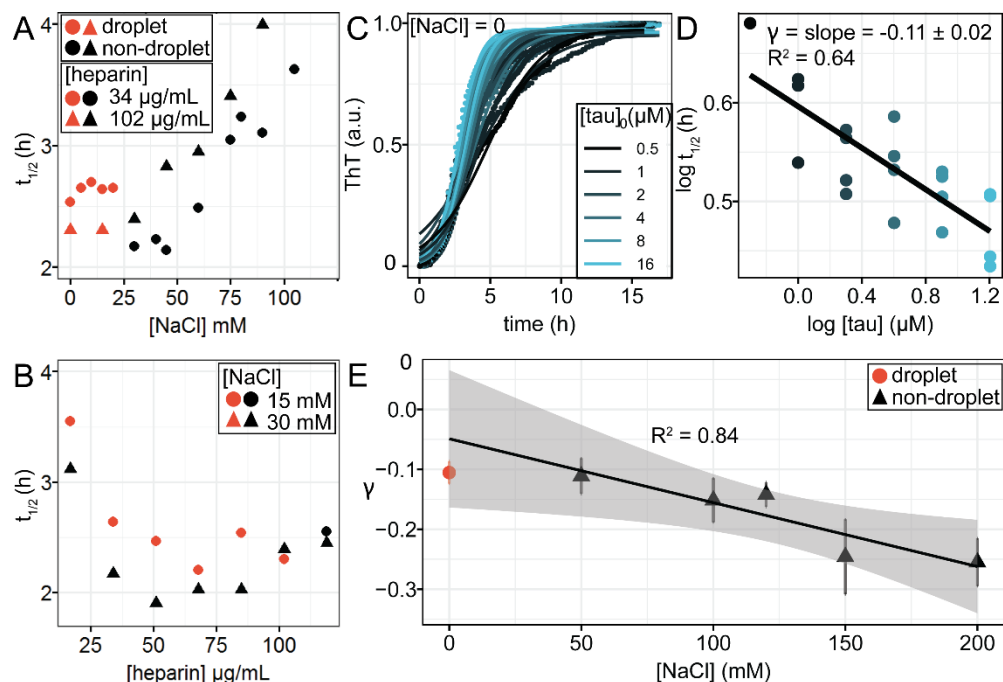 A
droplet
non-droplet
[heparin]
34 µg/mL
102 µg/mL
4
3
2
t1/2 (h)
0
25
50
75
100
[NaCl] mM
B
[NaCl]
15 mM
30 mM
4
3
2
t1/2 (h)
25
50
75
100
[heparin] µg/mL
C
[NaCl] = 0
1.0
0.5
0
ThT (a.u.)
[tau]0(µM)
0.5
1
2
4
8
16
0
5
10
15
time (h)
D
γ = slope = -0.11 ± 0.02
R² = 0.64
0.6
0.5
log t1/2 (h)
0.0
0.4
0.8
1.2
log [tau] (µM)
E
droplet
non-droplet
R² = 0.84
0
0.0
−0.1
−0.2
−0.3
γ
0
50
100
150
200
[NaCl] (mM)